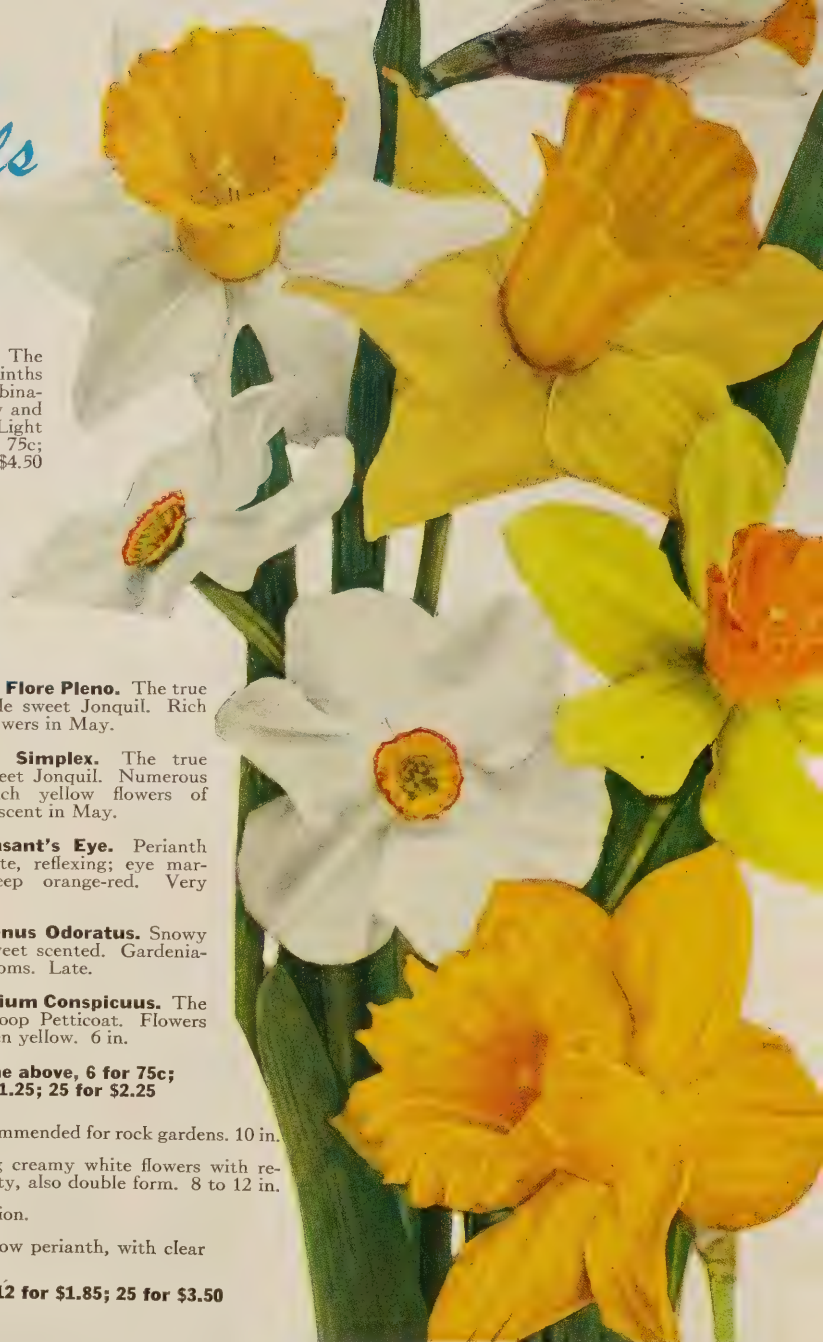 ls
The
inths
bina-
and
Light
75c;
$4.50
Flore Pleno. The true
le sweet Jonquil. Rich
wers in May.
Simplex. The true
eet Jonquil. Numerous
ch yellow flowers of
scent in May.
sant's Eye. Perianth
te, reflexing; eye mar-
eep orange-red. Very
nus Odoratus. Snowy
eet scented. Gardenia-
oms. Late.
ium Conspicuus. The
oop Petticoat. Flowers
n yellow. 6 in.
e above, 6 for 75c;
1.25; 25 for $2.25
mmended for rock gardens. 10 in.
g creamy white flowers with re-
ty, also double form. 8 to 12 in.
ion.
ow perianth, with clear
12 for $1.85; 25 for $3.50